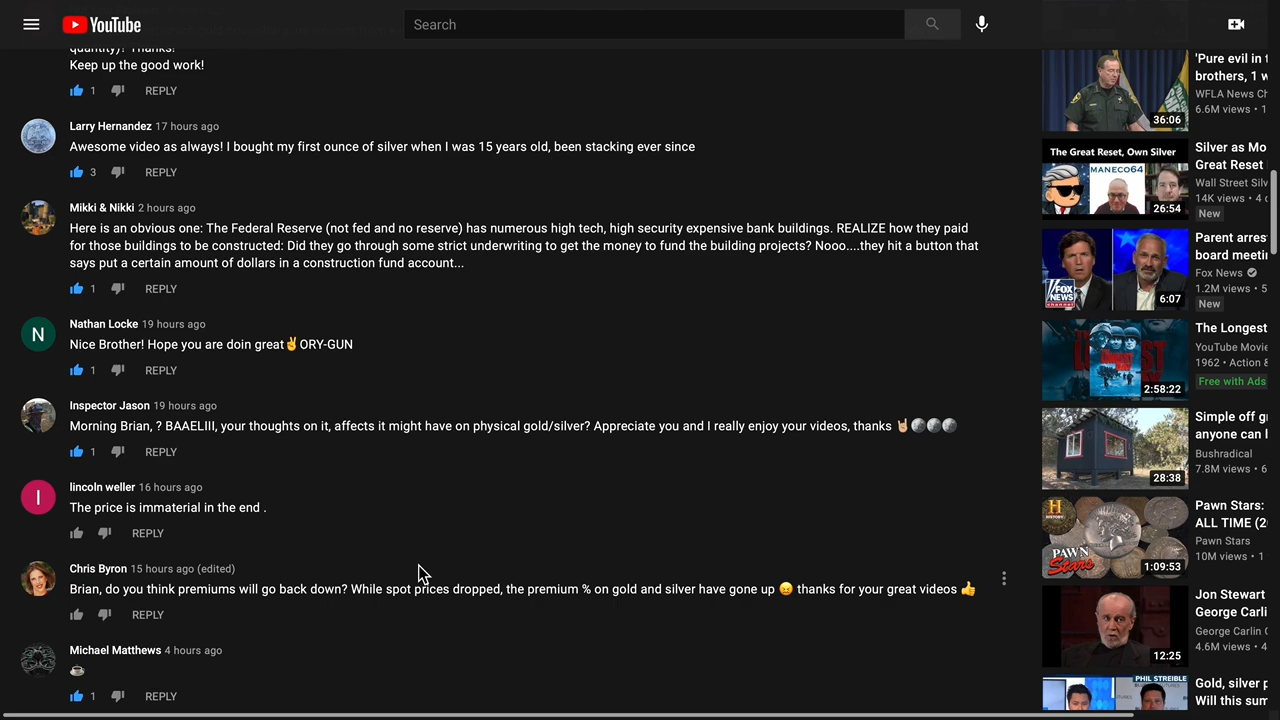 YouTube
Search
quantity)? Thanks!
Keep up the good work!
1 REPLY
Larry Hernandez 17 hours ago
Awesome video as always! I bought my first ounce of silver when I was 15 years old, been stacking ever since
3 REPLY
Mikki & Nikki 2 hours ago
Here is an obvious one: The Federal Reserve (not fed and no reserve) has numerous high tech, high security expensive bank buildings. REALIZE how they paid
for those buildings to be constructed: Did they go through some strict underwriting to get the money to fund the building projects? Nooo....they hit a button that
says put a certain amount of dollars in a construction fund account...
1 REPLY
N
Nathan Locke 19 hours ago
Nice Brother! Hope you are doin great✌ORY-GUN
1 REPLY
Inspector Jason 19 hours ago
Morning Brian, ? BAAELIII, your thoughts on it, affects it might have on physical gold/silver? Appreciate you and I really enjoy your videos, thanks 🤘🏼🌕🌕🌕
1 REPLY
l
lincoln weller 16 hours ago
The price is immaterial in the end .
REPLY
Chris Byron 15 hours ago (edited)
Brian, do you think premiums will go back down? While spot prices dropped, the premium % on gold and silver have gone up 😡 thanks for your great videos 👍
REPLY
Michael Matthews 4 hours ago
☕
1 REPLY
36:06
'Pure evil in t
brothers, 1 w
WFLA News Ch
6.6M views • 1
The Great Reset, Own Silver
MANECO64
26:54
Silver as Mo
Great Reset
Wall Street Silv
14K views • 4
New
FOX
NEWS
channel
6:07
Parent arres
board meetin
Fox News
1.2M views • 5
New
2:58:22
The Longest
YouTube Movie
1962 • Action &
Free with Ads
28:38
Simple off g
anyone can
Bushradical
7.8M views • 6
H
HISTORY
PAWN
Stars
1:09:53
Pawn Stars:
ALL TIME (2
Pawn Stars
10M views • 1
12:25
Jon Stewart
George Carli
George Carlin
4.6M views • 4
PHIL STREIBLE
Gold, silver p
Will this sum